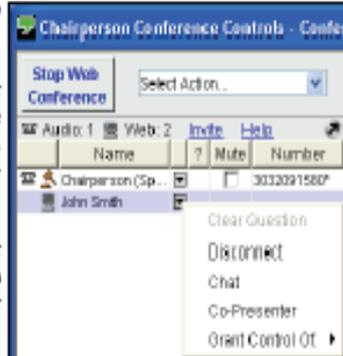 Chairperson Conference Controls - Confe
Stop Web
Conference
Select Action...
Audio: 1 Web: 2 Invite Help
Name ? Mute Number
Chairperson (Sp... 3032091580*
John Smith
Clear Question
Disconnect
Chat
Co-Presenter
Grant Control Of